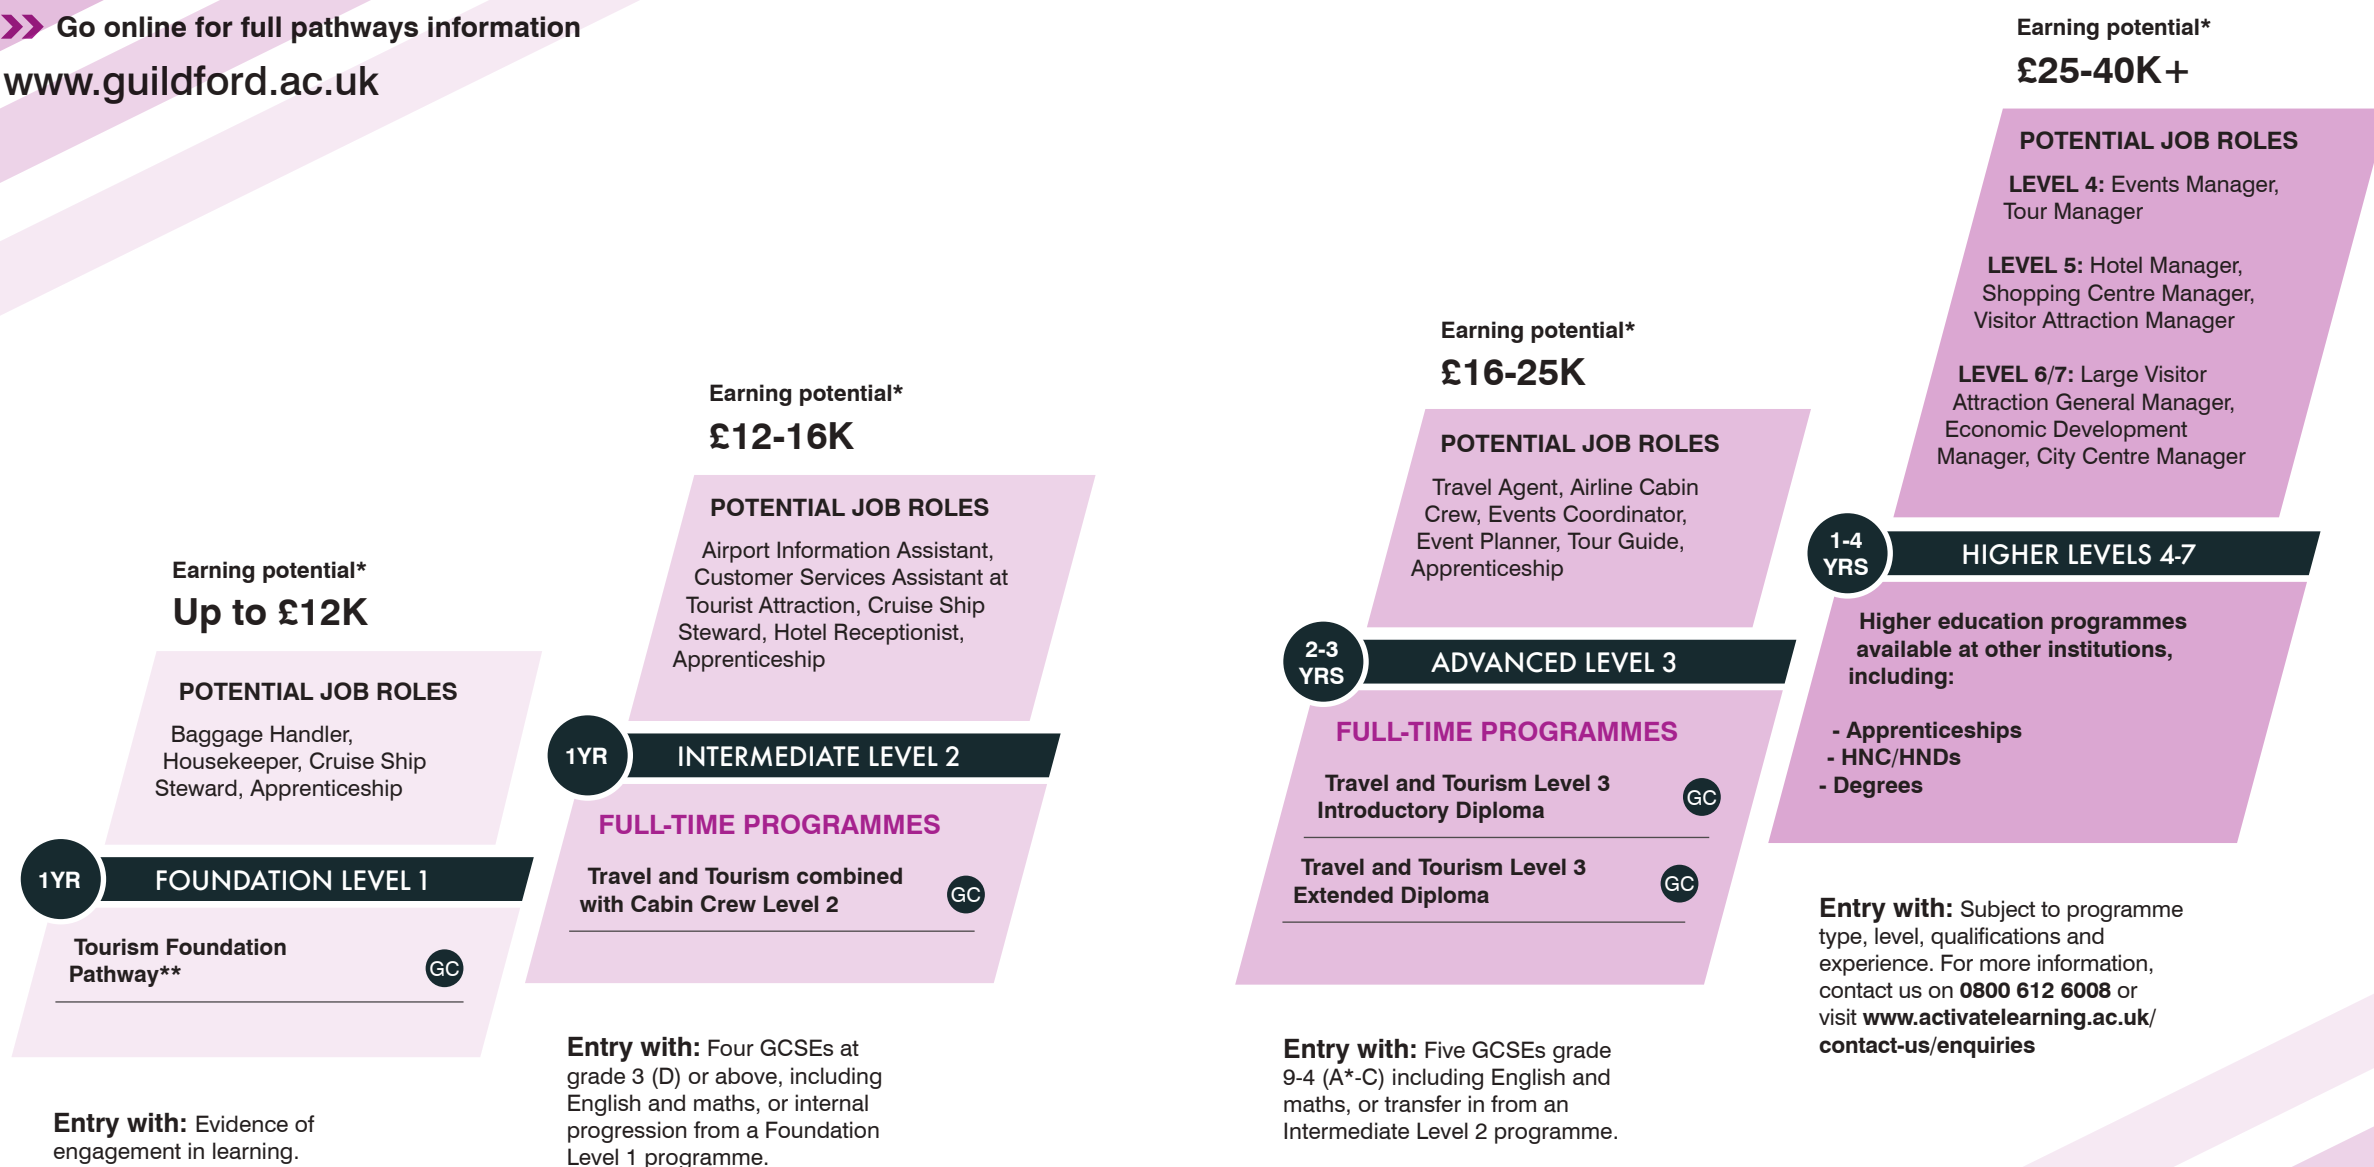 Go online for full pathways information
www.guildford.ac.uk
Earning potential*
Up to £12K
POTENTIAL JOB ROLES
Baggage Handler,
Housekeeper, Cruise Ship
Steward, Apprenticeship
1YR
FOUNDATION LEVEL 1
Tourism Foundation
Pathway**
GC
Entry with: Evidence of
engagement in learning.
Earning potential*
£12-16K
POTENTIAL JOB ROLES
Airport Information Assistant,
Customer Services Assistant at
Tourist Attraction, Cruise Ship
Steward, Hotel Receptionist,
Apprenticeship
1YR
INTERMEDIATE LEVEL 2
FULL-TIME PROGRAMMES
Travel and Tourism combined
with Cabin Crew Level 2
GC
Entry with: Four GCSEs at
grade 3 (D) or above, including
English and maths, or internal
progression from a Foundation
Level 1 programme.
Earning potential*
£16-25K
POTENTIAL JOB ROLES
Travel Agent, Airline Cabin
Crew, Events Coordinator,
Event Planner, Tour Guide,
Apprenticeship
2-3
YRS
ADVANCED LEVEL 3
FULL-TIME PROGRAMMES
Travel and Tourism Level 3
Introductory Diploma
GC
Travel and Tourism Level 3
Extended Diploma
GC
Entry with: Five GCSEs grade
9-4 (A*-C) including English and
maths, or transfer in from an
Intermediate Level 2 programme.
Earning potential*
£25-40K+
POTENTIAL JOB ROLES
LEVEL 4: Events Manager,
Tour Manager
LEVEL 5: Hotel Manager,
Shopping Centre Manager,
Visitor Attraction Manager
LEVEL 6/7: Large Visitor
Attraction General Manager,
Economic Development
Manager, City Centre Manager
1-4
YRS
HIGHER LEVELS 4-7
Higher education programmes
available at other institutions,
including:
- Apprenticeships
- HNC/HNDs
- Degrees
Entry with: Subject to programme
type, level, qualifications and
experience. For more information,
contact us on 0800 612 6008 or
visit www.activatelearning.ac.uk/
contact-us/enquiries